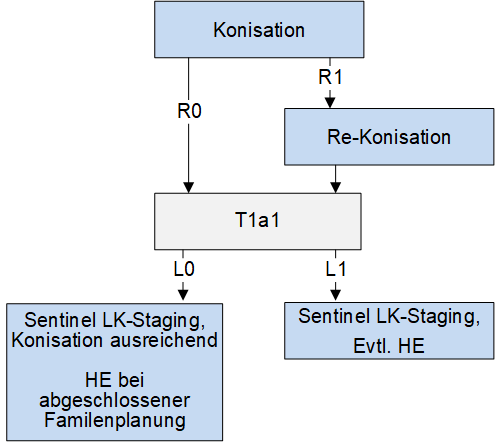 Konisation
R1
R0
Re-Konisation
T1a1
L0
L1
Sentinel LK-Staging,
Konisation ausreichend
HE bei
abgeschlossener
Familenplanung
Sentinel LK-Staging,
Evtl. HE